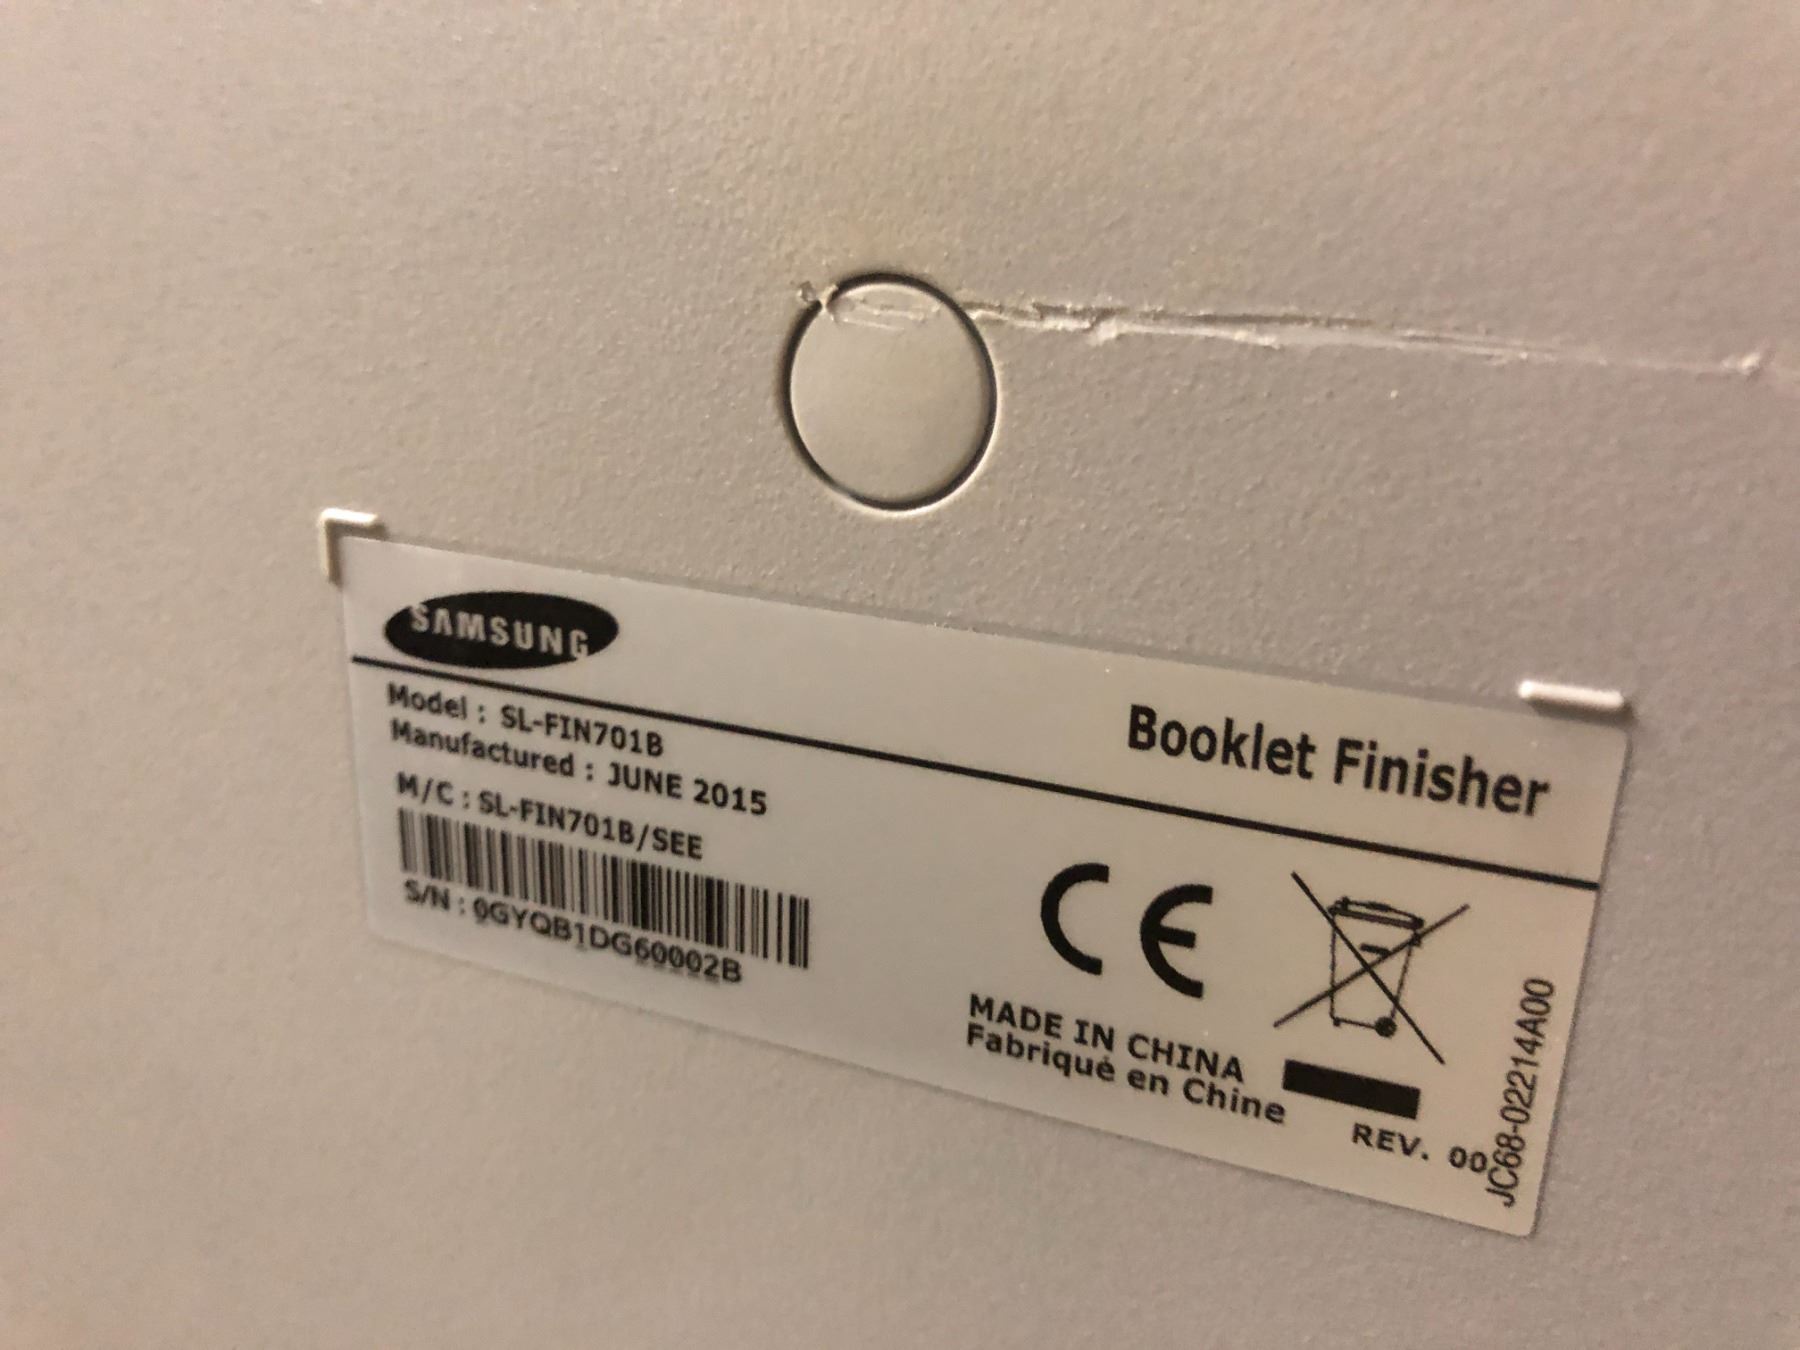 SAMSUNG
Booklet Finisher
Model : SL-FIN701B
Manufactured : JUNE 2015
M/C : SL-FIN701B/SEE
S/N : 0GYQB1DG60002B
CE
MADE IN CHINA
Fabriqué en Chine
REV. 00
JC68-02214A00